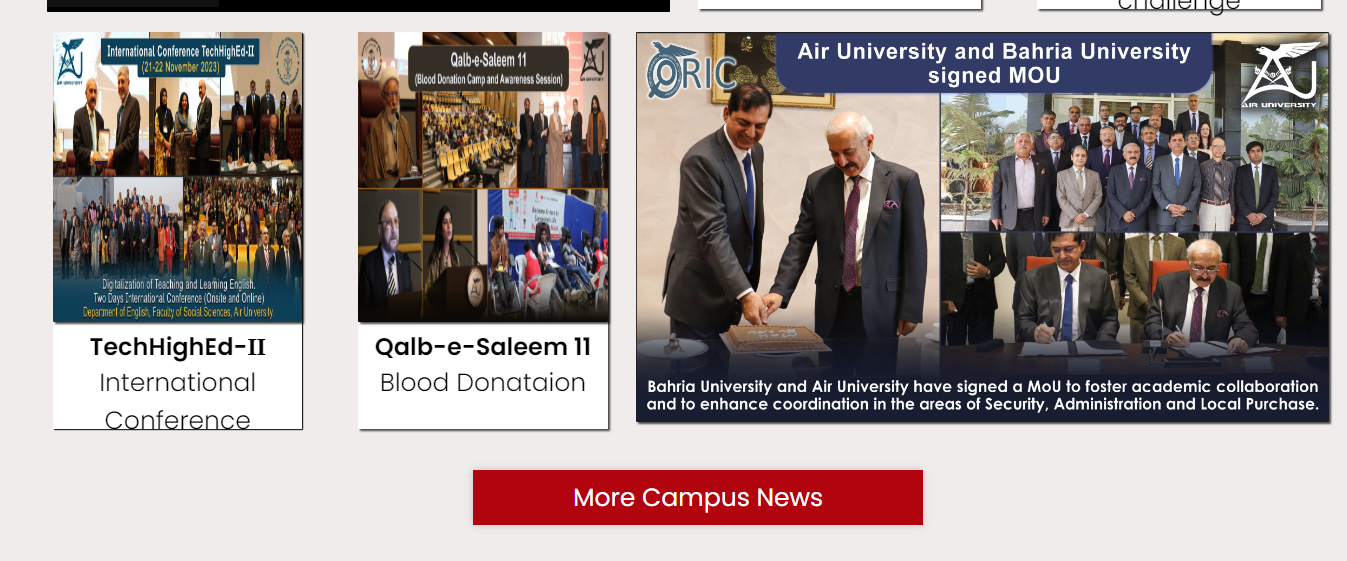 challenge
International Conference TechHighEd-II
(21-22 November 2023)
AIR UNIVERSITY
Digitalization of Teaching and Learning English,
Two Days International Conference (Onsite and Online)
Department of English, Faculty of Social Sciences, Air University.
TechHighEd-II
International
Conference
Qalb-e-Saleem 11
(Blood Donation Camp and Awareness Session)
AIR UNIVERSITY
Qalb-e-Saleem 11
Blood Donataion
ORIC
Air University and Bahria University
signed MOU
AIR UNIVERSITY
Bahria University and Air University have signed a MoU to foster academic collaboration
and to enhance coordination in the areas of Security, Administration and Local Purchase.
More Campus News